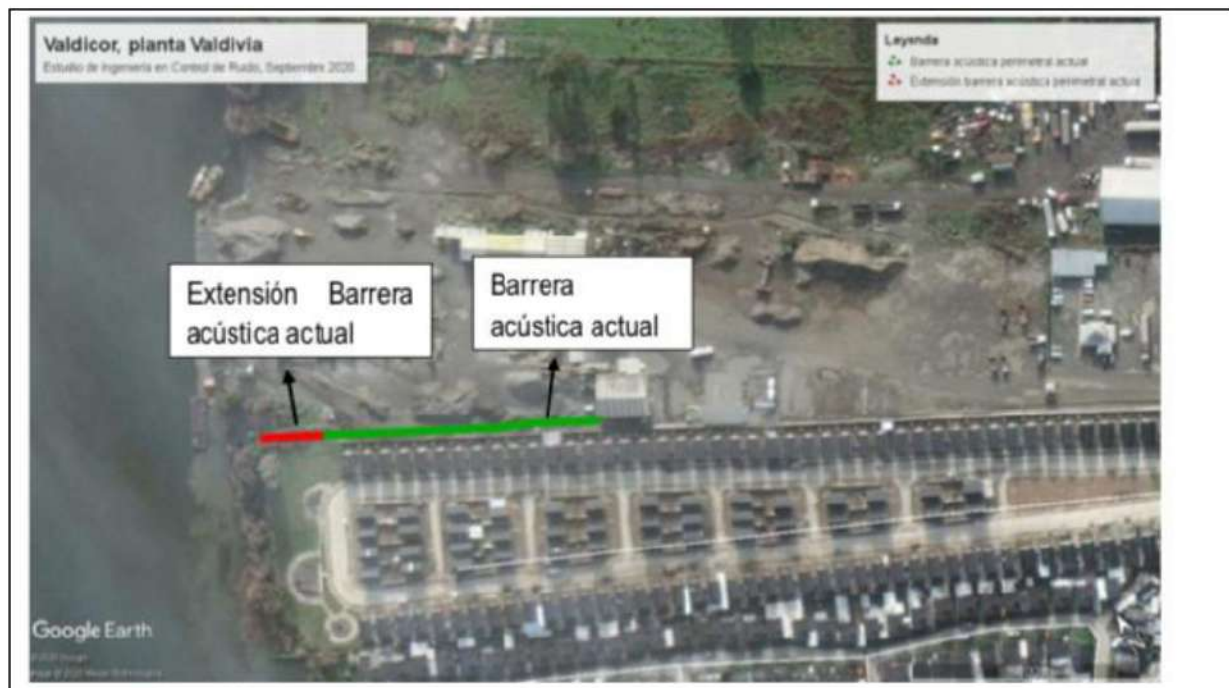 Valdicor, planta Valdivia
Estudio de Ingeniería en Control de Ruido, Septiembre 2020
Leyenda
Barrera acústica perimetral actual
Extensión barrera acústica perimetral actual
Extensión Barrera
acústica actual
Barrera
acústica actual
Google Earth